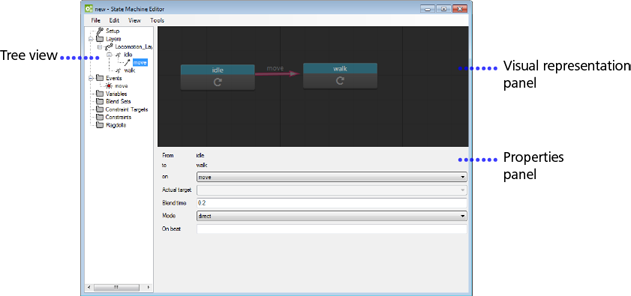 new - State Machine Editor
File Edit View Tools
Setup
Layers
Locomotion_Lay
idle
move
walk
Events
move
Variables
Blend Sets
Constraint Targets
Constraints
Ragdolls
idle
move
walk
From idle
to walk
on move
Actual target
Blend time 0.2
Mode direct
On beat
Tree view
Visual representation
panel
Properties
panel